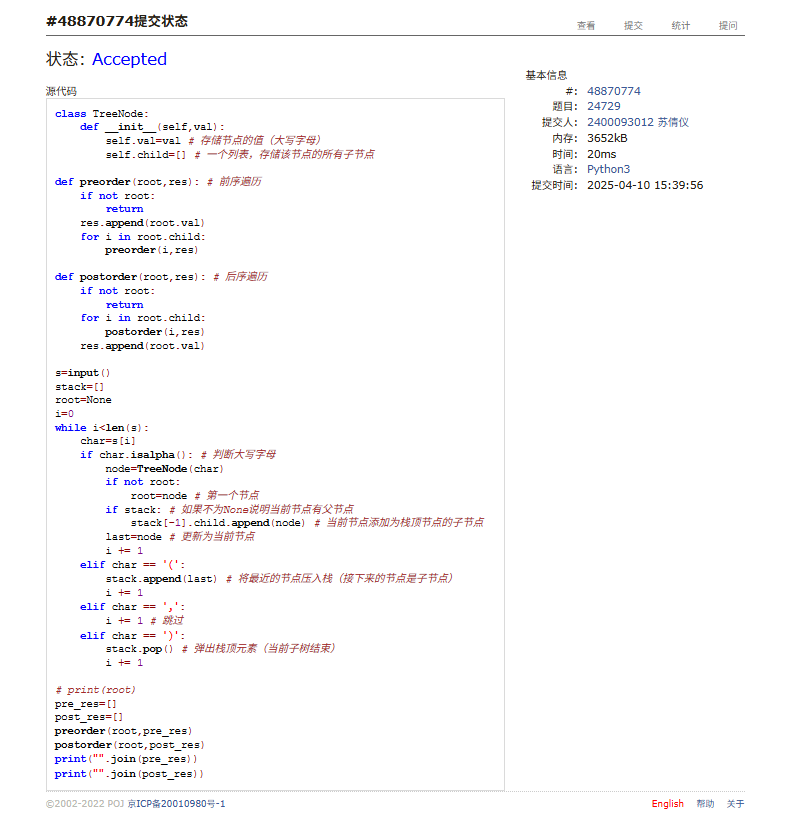 #48870774提交状态
查看 提交 统计 提问
状态: Accepted
源代码
class TreeNode:
    def __init__(self,val):
        self.val=val # 存储节点的值（大写字母）
        self.child=[] # 一个列表，存储该节点的所有子节点

def preorder(root,res): # 前序遍历
    if not root:
        return
    res.append(root.val)
    for i in root.child:
        preorder(i,res)

def postorder(root,res): # 后序遍历
    if not root:
        return
    for i in root.child:
        postorder(i,res)
    res.append(root.val)

s=input()
stack=[]
root=None
i=0
while i<len(s):
    char=s[i]
    if char.isalpha(): # 判断大写字母
        node=TreeNode(char)
        if not root:
            root=node # 第一个节点
        if stack: # 如果不为None说明当前节点有父节点
            stack[-1].child.append(node) # 当前节点添加为栈顶节点的子节点
        last=node # 更新为当前节点
        i += 1
    elif char == '(':
        stack.append(last) # 将最近的节点压入栈（接下来的节点是子节点）
        i += 1
    elif char == ',':
        i += 1 # 跳过
    elif char == ')':
        stack.pop() # 弹出栈顶元素（当前子树结束）
        i += 1

# print(root)
pre_res=[]
post_res=[]
preorder(root,pre_res)
postorder(root,post_res)
print("".join(pre_res))
print("".join(post_res))
基本信息
#: 48870774
题目: 24729
提交人: 2400093012 苏倩仪
内存: 3652kB
时间: 20ms
语言: Python3
提交时间: 2025-04-10 15:39:56
©2002-2022 POJ 京ICP备20010980号-1
English 帮助 关于